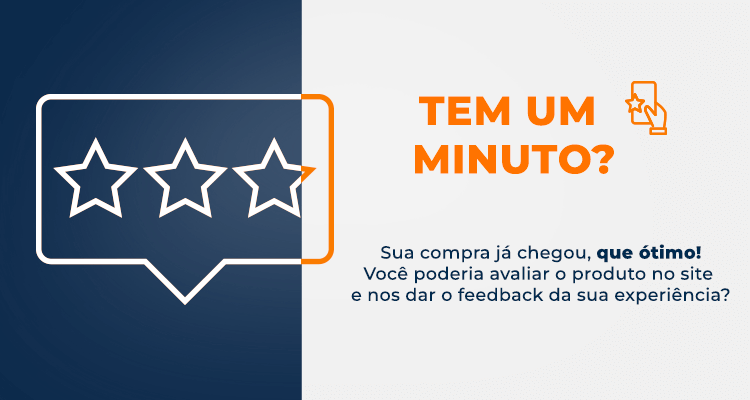 TEM UM
MINUTO?
Sua compra já chegou, que ótimo!
Você poderia avaliar o produto no site
e nos dar o feedback da sua experiência?